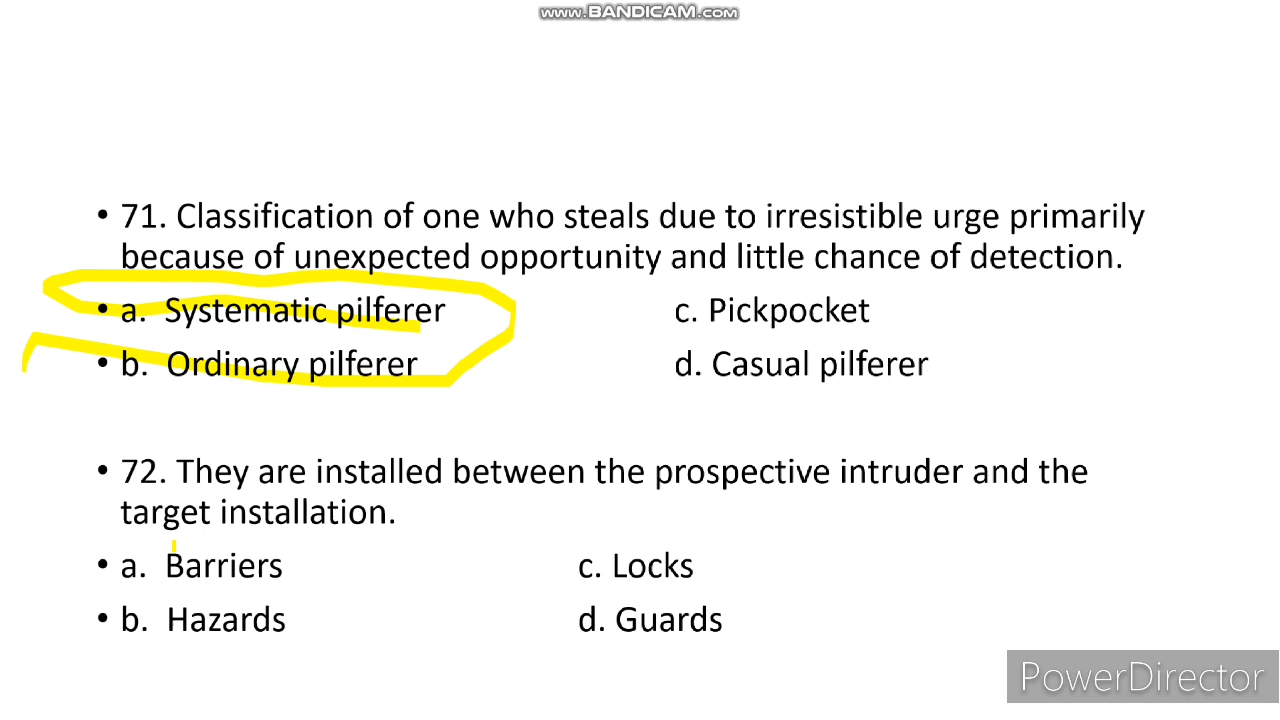 www.BANDICAM.com
• 71. Classification of one who steals due to irresistible urge primarily
because of unexpected opportunity and little chance of detection.
• a. Systematic pilferer c. Pickpocket
• b. Ordinary pilferer d. Casual pilferer
• 72. They are installed between the prospective intruder and the
target installation.
• a. Barriers c. Locks
• b. Hazards d. Guards
PowerDirector